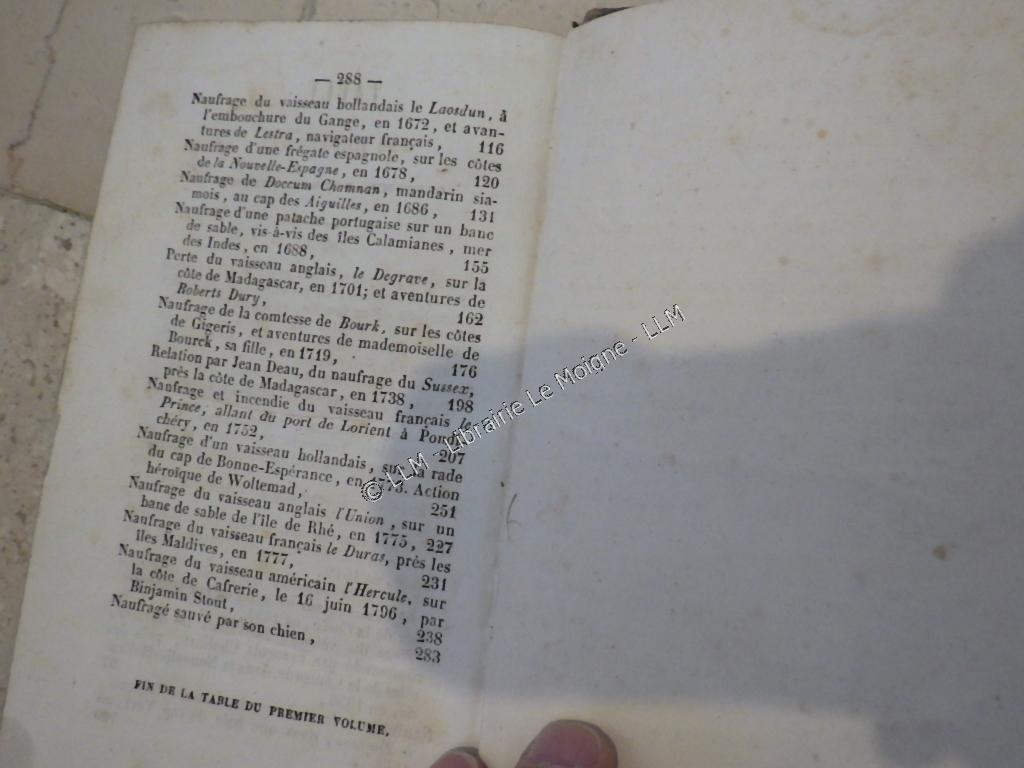 — 288 —
Naufrage du vaisseau hollandais le Laosdun, à
l'embouchure du Gange, en 1672, et avan-
tures de Lestra, navigateur français, 116
Naufrage d'une frégate espagnole, sur les côtes
de la Nouvelle-Espagne, en 1678, 120
Naufrage de Doccum Chamnan, mandarin sia-
mois, au cap des Aiguilles, en 1686, 131
Naufrage d'une patache portugaise sur un banc
de sable, vis-à-vis des îles Calamianes, mer
des Indes, en 1688, 155
Perte du vaisseau anglais, le Degrave, sur la
côte de Madagascar, en 1701; et aventures de
Roberts Dury, 162
Naufrage de la comtesse de Bourk, sur les côtes
de Gigeris, et aventures de mademoiselle de
Bourck, sa fille, en 1719, 176
Relation par Jean Deau, du naufrage du Sussex,
près la côte de Madagascar, en 1738, 198
Naufrage et incendie du vaisseau français le
Prince, allant du port de Lorient à Pondi-
chéry, en 1752, 207
Naufrage d'un vaisseau hollandais, sur la rade
du cap de Bonne-Espérance, en 1773. Action
héroïque de Woltemad, 251
Naufrage du vaisseau anglais l'Union, sur un
banc de sable de l'île de Rhé, en 1775, 227
Naufrage du vaisseau français le Duras, près les
îles Maldives, en 1777, 231
Naufrage du vaisseau américain l'Hercule, sur
la côte de Cafrerie, le 16 juin 1796, par
Binjamin Stout, 238
Naufragé sauvé par son chien, 283
FIN DE LA TABLE DU PREMIER VOLUME.
© LLM - Librairie Le Moigne - LLM